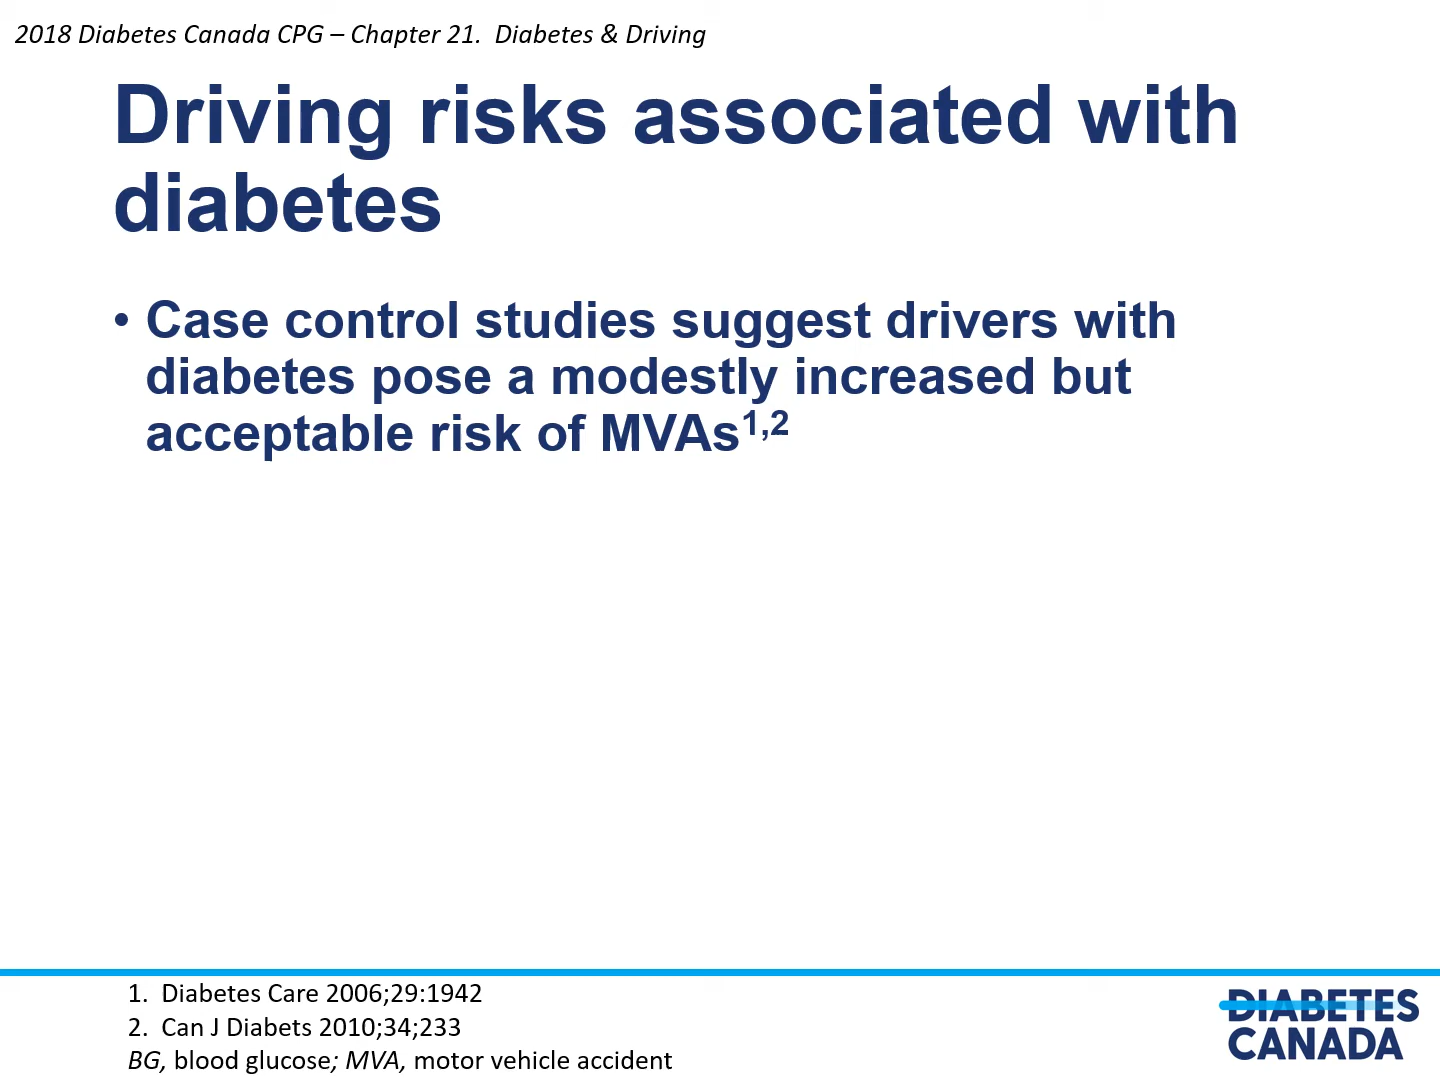 2018 Diabetes Canada CPG – Chapter 21. Diabetes & Driving
Driving risks associated with
diabetes
• Case control studies suggest drivers with
diabetes pose a modestly increased but
acceptable risk of MVAs1,2
1. Diabetes Care 2006;29:1942
2. Can J Diabets 2010;34;233
BG, blood glucose; MVA, motor vehicle accident
DIABETES
CANADA